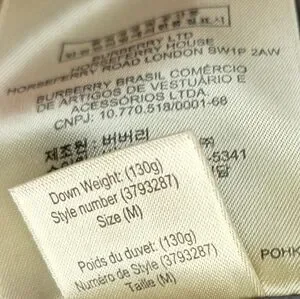 BURBERRY LTD
HORSEFERRY HOUSE
HORSEFERRY ROAD LONDON SW1P 2AW
BURBERRY BRASIL COMÉRCIO
DE ARTIGOS DE VESTUÁRIO E
ACESSÓRIOS LTDA.
CNPJ: 10.770.518/0001-68
제조원: 버버리
㈜
-5341
Down Weight: (130g)
Style number (3793287)
Size (M)
Poids du duvet: (130g)
Numéro de Style (3793287)
Taille (M)